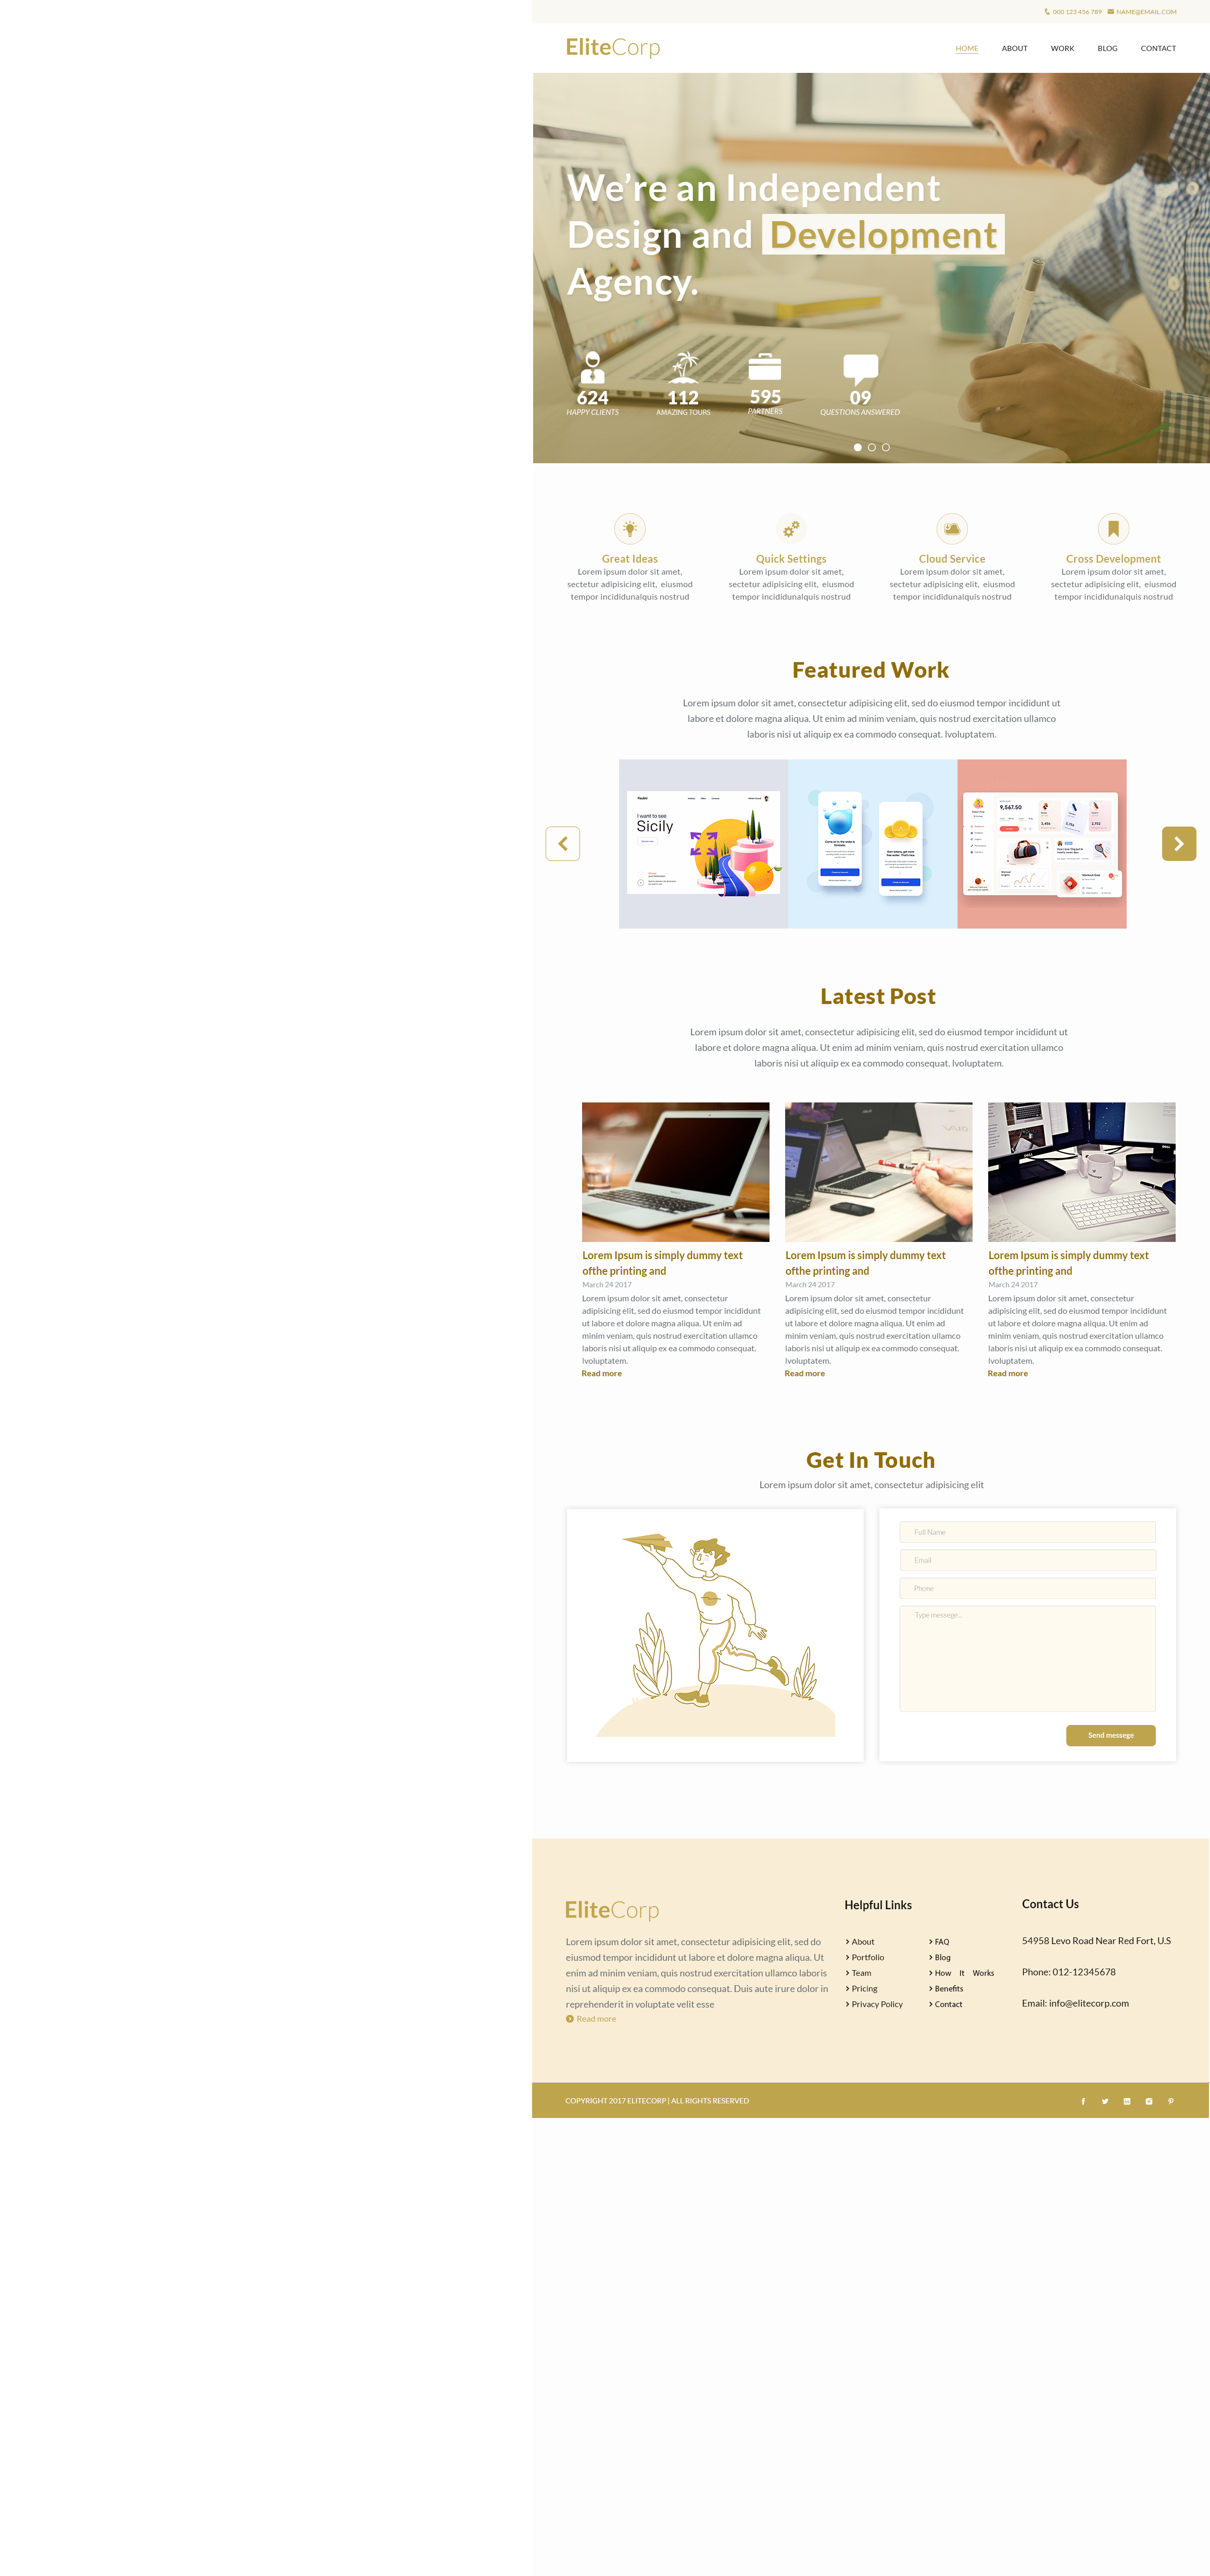 000 123 456 789 NAME@EMAIL.COM
EliteCorp
HOME ABOUT WORK BLOG CONTACT
We're an Independent
Design and Development
Agency.
624 112 595 09
HAPPY CLIENTS AMAZING TOURS PARTNERS QUESTIONS ANSWERED
Great Ideas
Lorem ipsum dolor sit amet,
sectetur adipisicing elit, eiusmod
tempor incididunalquis nostrud
Quick Settings
Lorem ipsum dolor sit amet,
sectetur adipisicing elit, eiusmod
tempor incididunalquis nostrud
Cloud Service
Lorem ipsum dolor sit amet,
sectetur adipisicing elit, eiusmod
tempor incididunalquis nostrud
Cross Development
Lorem ipsum dolor sit amet,
sectetur adipisicing elit, eiusmod
tempor incididunalquis nostrud
Featured Work
Lorem ipsum dolor sit amet, consectetur adipisicing elit, sed do eiusmod tempor incididunt ut
labore et dolore magna aliqua. Ut enim ad minim veniam, quis nostrud exercitation ullamco
laboris nisi ut aliquip ex ea commodo consequat. lvoluptatem.
I want to see
Sicily
9,567.50
Latest Post
Lorem ipsum dolor sit amet, consectetur adipisicing elit, sed do eiusmod tempor incididunt ut
labore et dolore magna aliqua. Ut enim ad minim veniam, quis nostrud exercitation ullamco
laboris nisi ut aliquip ex ea commodo consequat. lvoluptatem.
VAIO
DELL
DELL
Lorem Ipsum is simply dummy text
ofthe printing and
March 24 2017
Lorem ipsum dolor sit amet, consectetur
adipisicing elit, sed do eiusmod tempor incididunt
ut labore et dolore magna aliqua. Ut enim ad
minim veniam, quis nostrud exercitation ullamco
laboris nisi ut aliquip ex ea commodo consequat.
lvoluptatem.
Read more
Lorem Ipsum is simply dummy text
ofthe printing and
March 24 2017
Lorem ipsum dolor sit amet, consectetur
adipisicing elit, sed do eiusmod tempor incididunt
ut labore et dolore magna aliqua. Ut enim ad
minim veniam, quis nostrud exercitation ullamco
laboris nisi ut aliquip ex ea commodo consequat.
lvoluptatem.
Read more
Lorem Ipsum is simply dummy text
ofthe printing and
March 24 2017
Lorem ipsum dolor sit amet, consectetur
adipisicing elit, sed do eiusmod tempor incididunt
ut labore et dolore magna aliqua. Ut enim ad
minim veniam, quis nostrud exercitation ullamco
laboris nisi ut aliquip ex ea commodo consequat.
lvoluptatem.
Read more
Get In Touch
Lorem ipsum dolor sit amet, consectetur adipisicing elit
Full Name
Email
Phone
Type messege...
Send messege
EliteCorp
Lorem ipsum dolor sit amet, consectetur adipisicing elit, sed do
eiusmod tempor incididunt ut labore et dolore magna aliqua. Ut
enim ad minim veniam, quis nostrud exercitation ullamco laboris
nisi ut aliquip ex ea commodo consequat. Duis aute irure dolor in
reprehenderit in voluptate velit esse
Read more
Helpful Links
About
Portfolio
Team
Pricing
Privacy Policy
FAQ
Blog
How It Works
Benefits
Contact
Contact Us
54958 Levo Road Near Red Fort, U.S
Phone: 012-12345678
Email: info@elitecorp.com
COPYRIGHT 2017 ELITECORP | ALL RIGHTS RESERVED